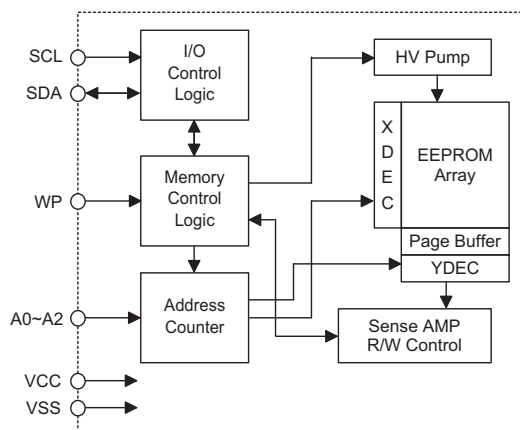 SCL
SDA
WP
A0~A2
VCC
VSS
I/O
Control
Logic
Memory
Control
Logic
Address
Counter
HV Pump
X
D
E
C
EEPROM
Array
Page Buffer
YDEC
Sense AMP
R/W Control